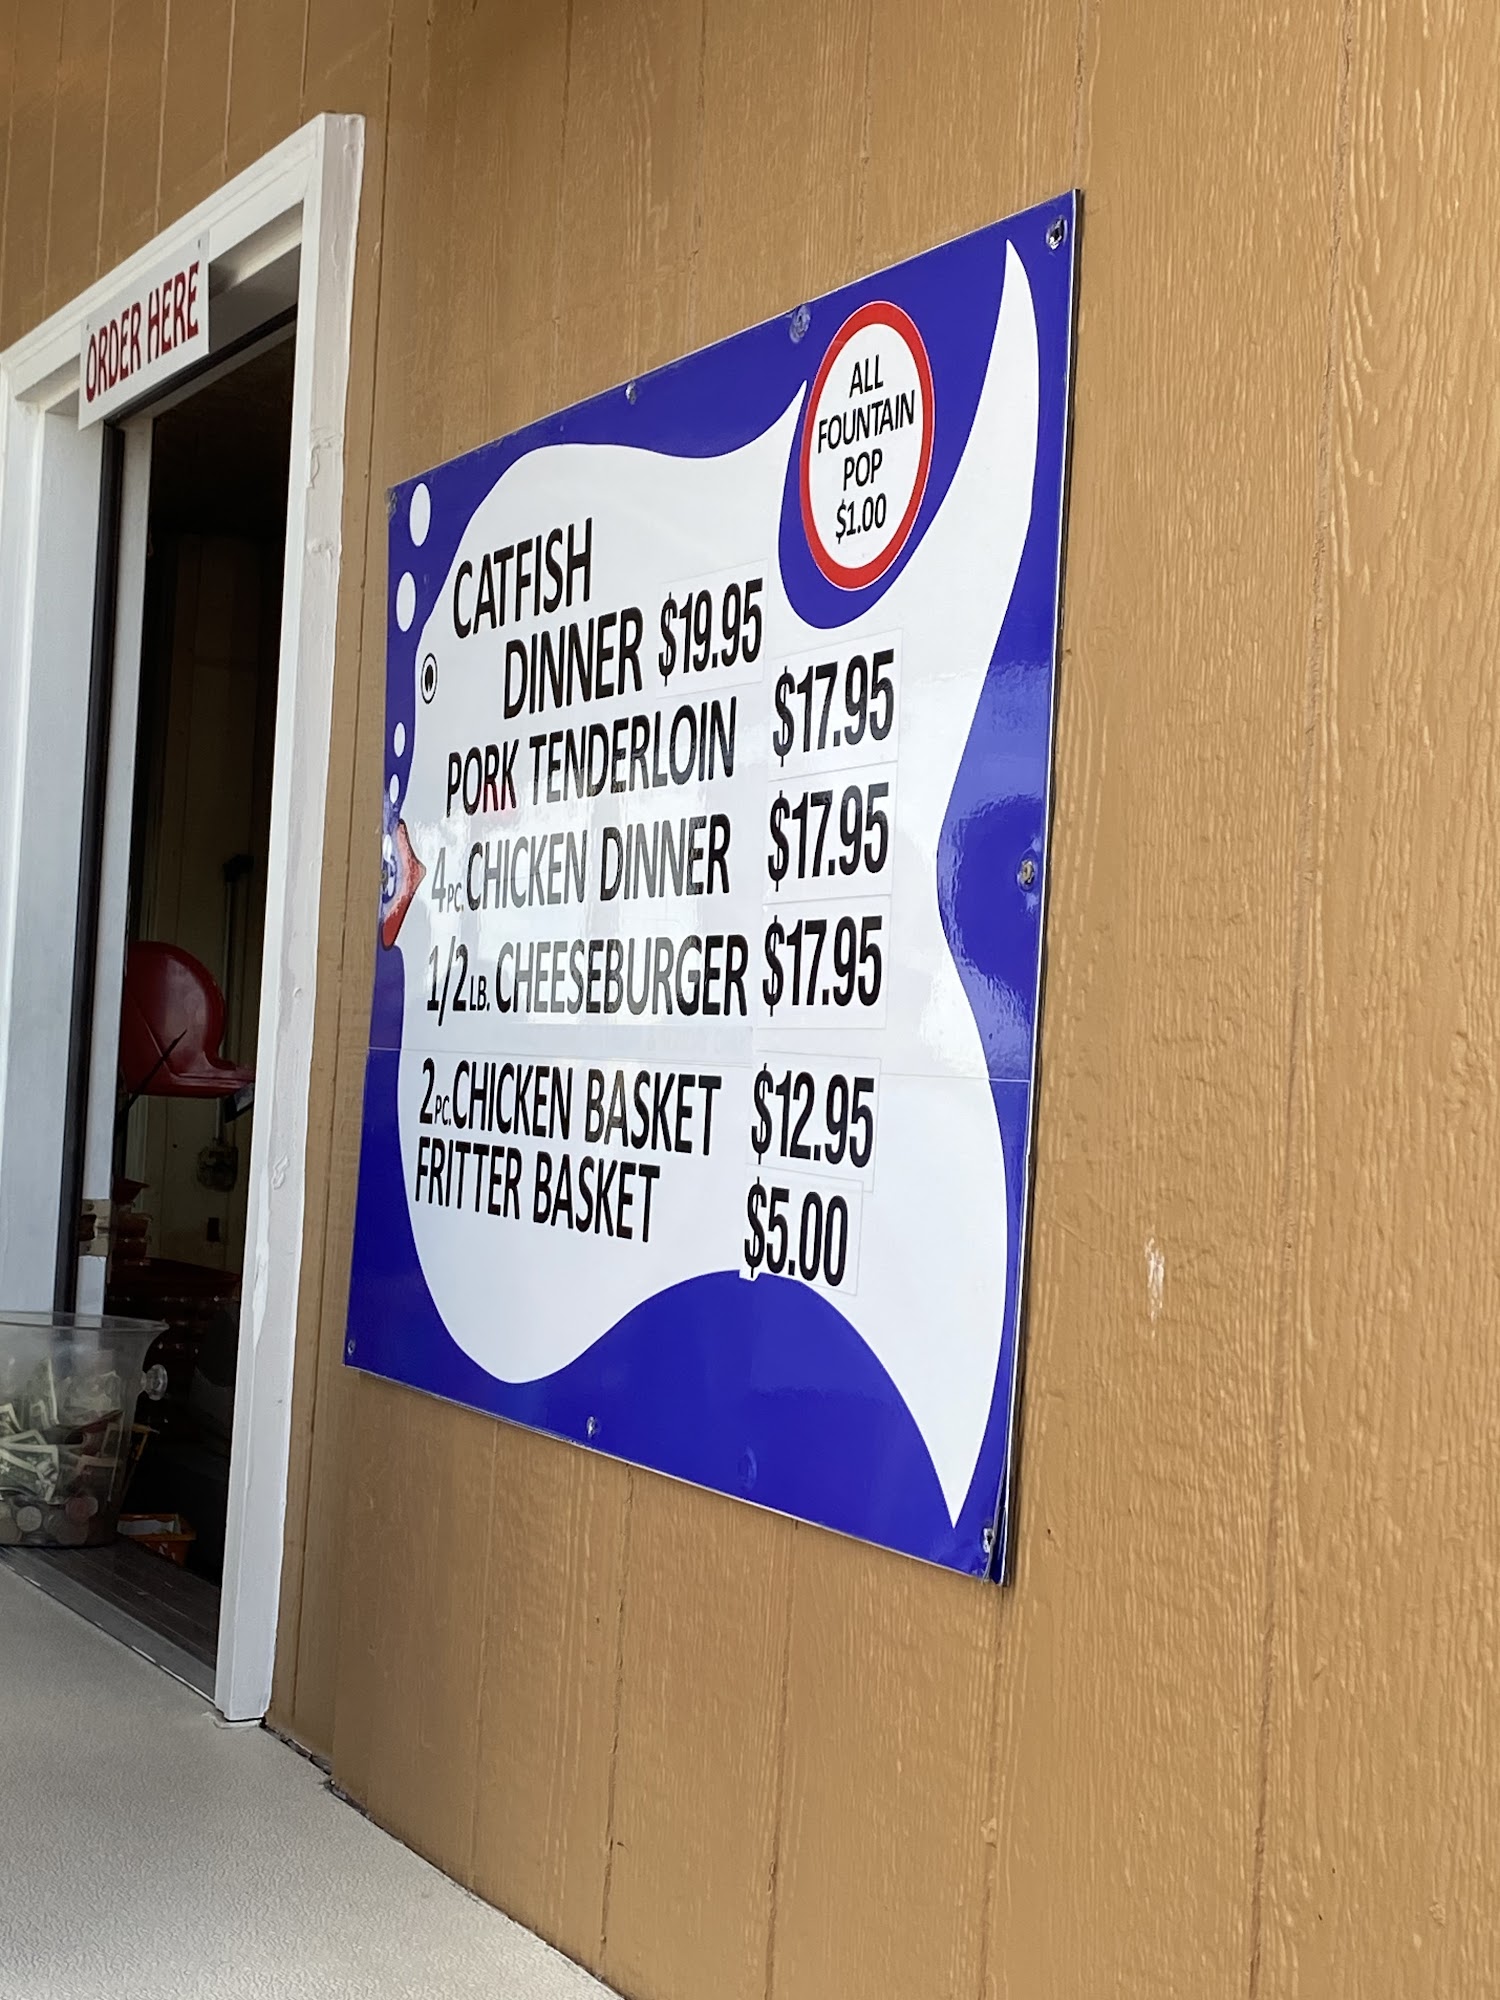 ORDER HERE
ALL
FOUNTAIN
POP
$1.00
CATFISH
DINNER $19.95
PORK TENDERLOIN $17.95
4PC. CHICKEN DINNER $17.95
1/2LB. CHEESEBURGER $17.95
2PC. CHICKEN BASKET $12.95
FRITTER BASKET $5.00